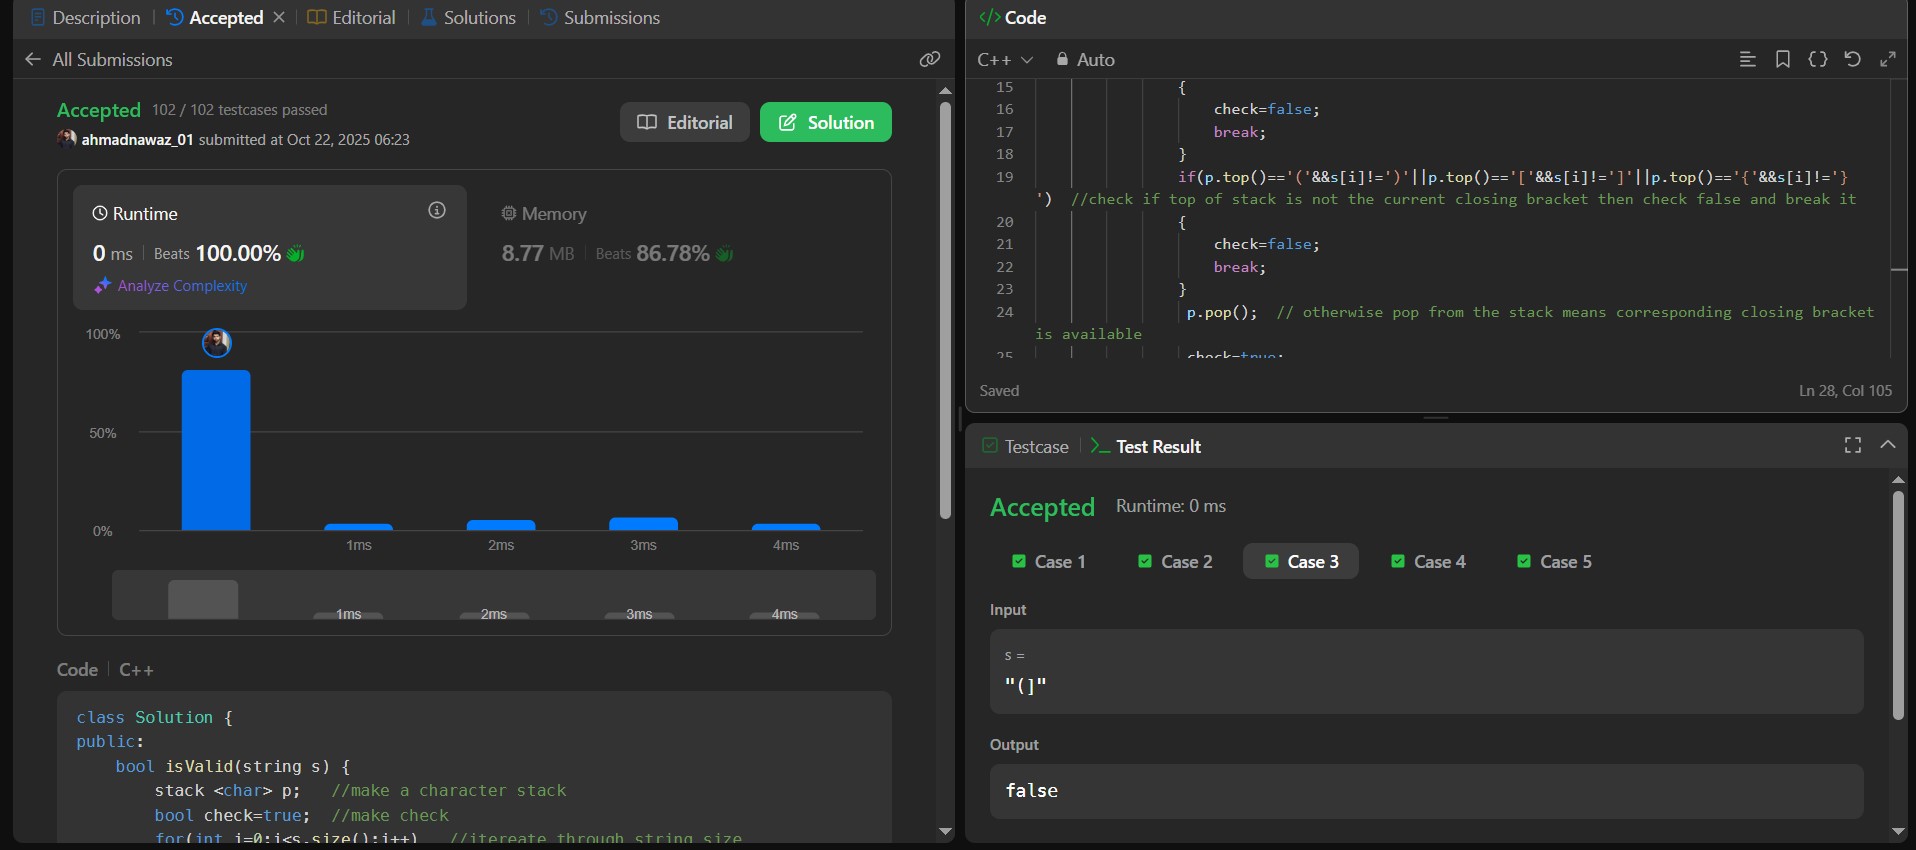 Description
Accepted
Editorial
Solutions
Submissions
All Submissions
Accepted 102 / 102 testcases passed
ahmadnawaz_01 submitted at Oct 22, 2025 06:23
Editorial
Solution
Runtime
0 ms Beats 100.00%
Analyze Complexity
Memory
8.77 MB Beats 86.78%
100%
50%
0%
1ms 2ms 3ms 4ms
1ms 2ms 3ms 4ms
Code C++
class Solution {
public:
bool isValid(string s) {
stack <char> p; //make a character stack
bool check=true; //make check
for(int i=0;i<s.size();i++) //itereate through string size
</> Code
C++ Auto
15 {
16 check=false;
17 break;
18 }
19 if(p.top()=='('&&s[i]!=')'||p.top()=='['&&s[i]!=']'||p.top()=='{'&&s[i]!='}
') //check if top of stack is not the current closing bracket then check false and break it
20 {
21 check=false;
22 break;
23 }
24 p.pop(); // otherwise pop from the stack means corresponding closing bracket
is available
25 check=true;
Saved
Ln 28, Col 105
Testcase
Test Result
Accepted Runtime: 0 ms
Case 1 Case 2 Case 3 Case 4 Case 5
Input
s =
"(]"
Output
false